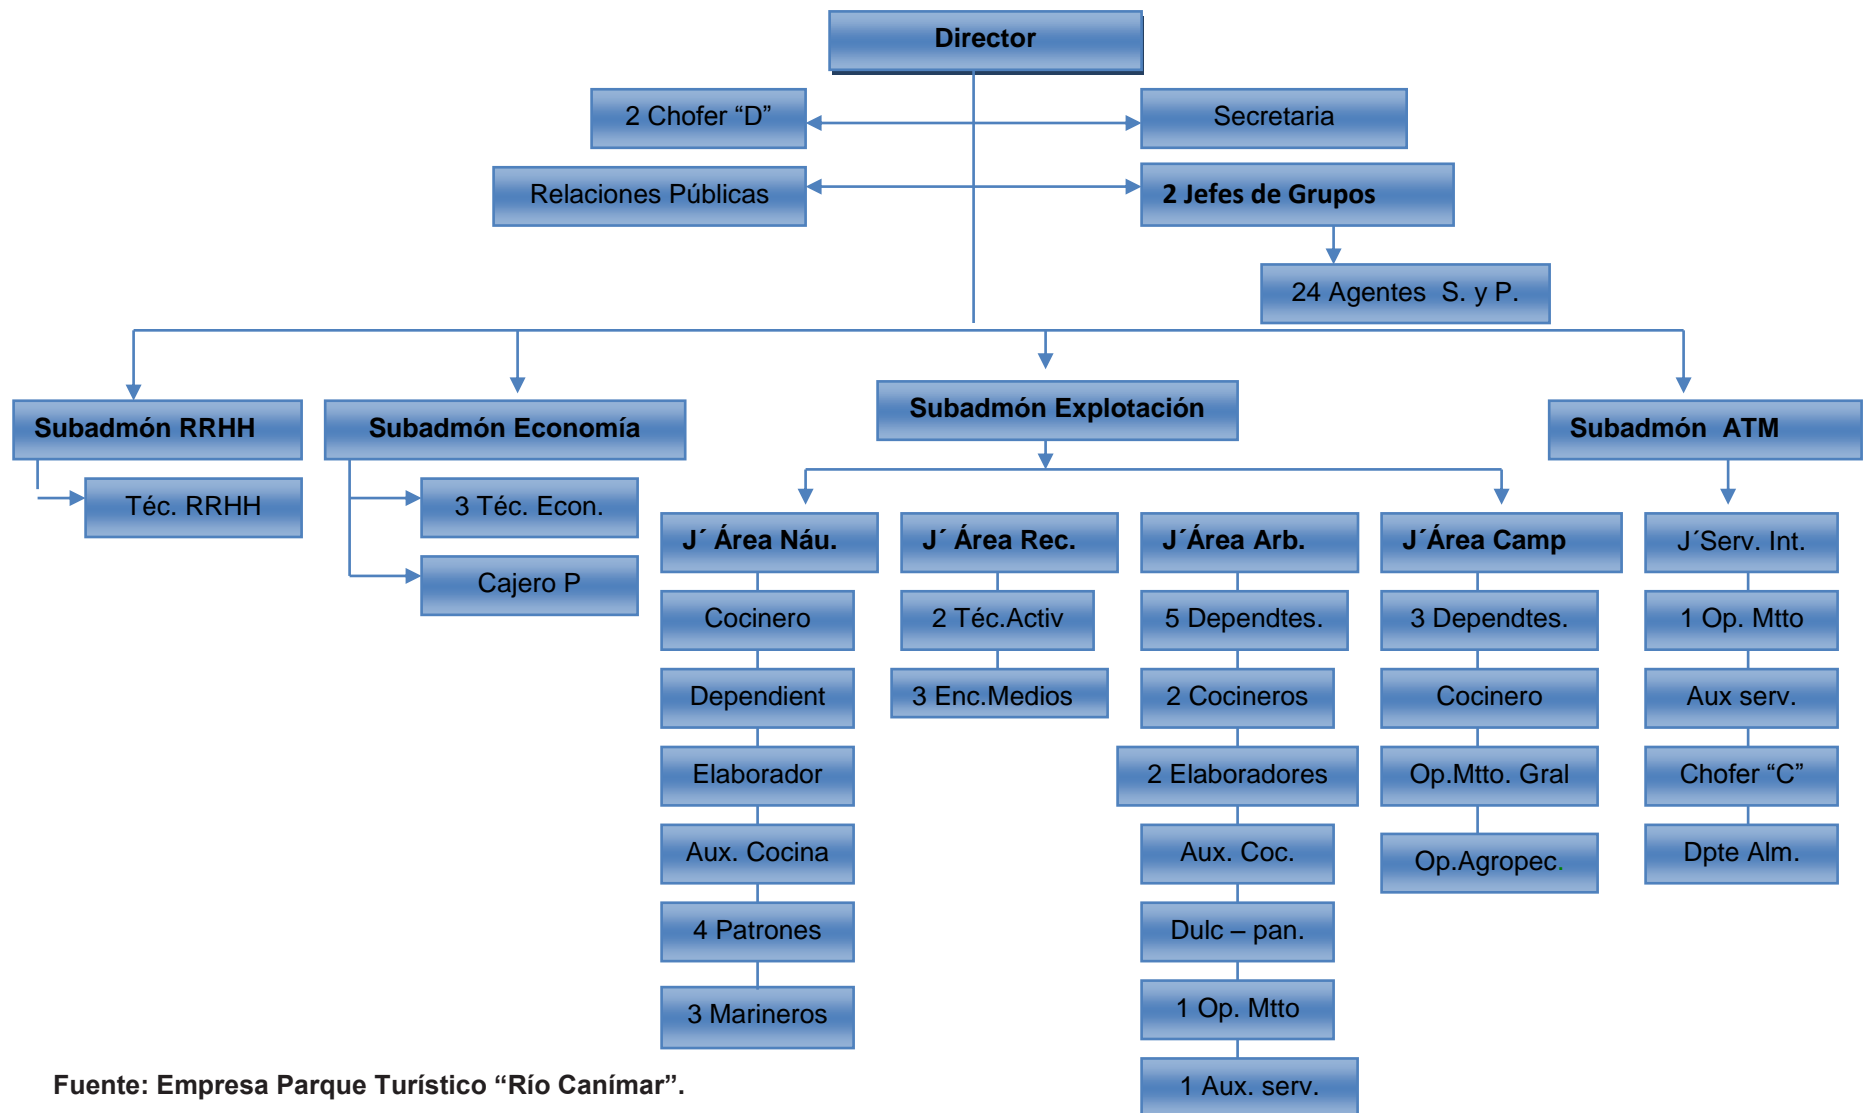 Director
2 Chofer “D”
Secretaria
Relaciones Públicas
2 Jefes de Grupos
24 Agentes  S. y P.
Subadmón RRHH
Subadmón Economía
Subadmón Explotación
Subadmón  ATM
Téc. RRHH
3 Téc. Econ.
Cajero P
J´ Área Náu.
Cocinero
Dependient
Elaborador
Aux. Cocina
4 Patrones
3 Marineros
J´ Área Rec.
2 Téc.Activ
3 Enc.Medios
J´Área Arb.
5 Dependtes.
2 Cocineros
2 Elaboradores
Aux. Coc.
Dulc – pan.
1 Op. Mtto
1 Aux. serv.
J´Área Camp
3 Dependtes.
Cocinero
Op.Mtto. Gral
Op.Agropec.
J´Serv. Int.
1 Op. Mtto
Aux serv.
Chofer “C”
Dpte Alm.
Fuente: Empresa Parque Turístico “Río Canímar”.